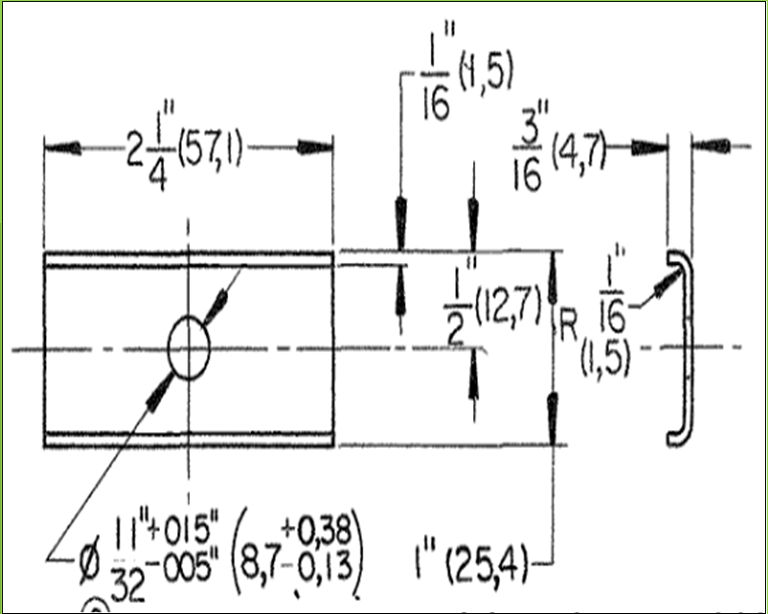 1/16" (1,5)
2 1/4" (57,1)
3/16" (4,7)
1/2" (12,7)
R 1/16" (1,5)
Ø 11/32" +015" -005" (8,7 +0,38 -0,13)
1" (25,4)